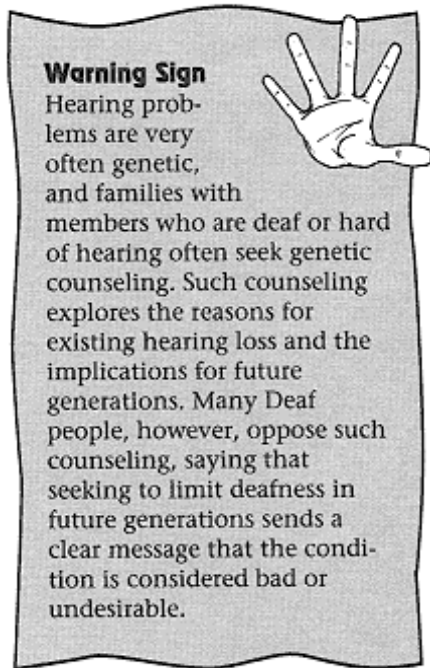 Warning Sign
Hearing prob-
lems are very
often genetic,
and families with
members who are deaf or hard
of hearing often seek genetic
counseling. Such counseling
explores the reasons for
existing hearing loss and the
implications for future
generations. Many Deaf
people, however, oppose such
counseling, saying that
seeking to limit deafness in
future generations sends a
clear message that the condi-
tion is considered bad or
undesirable.